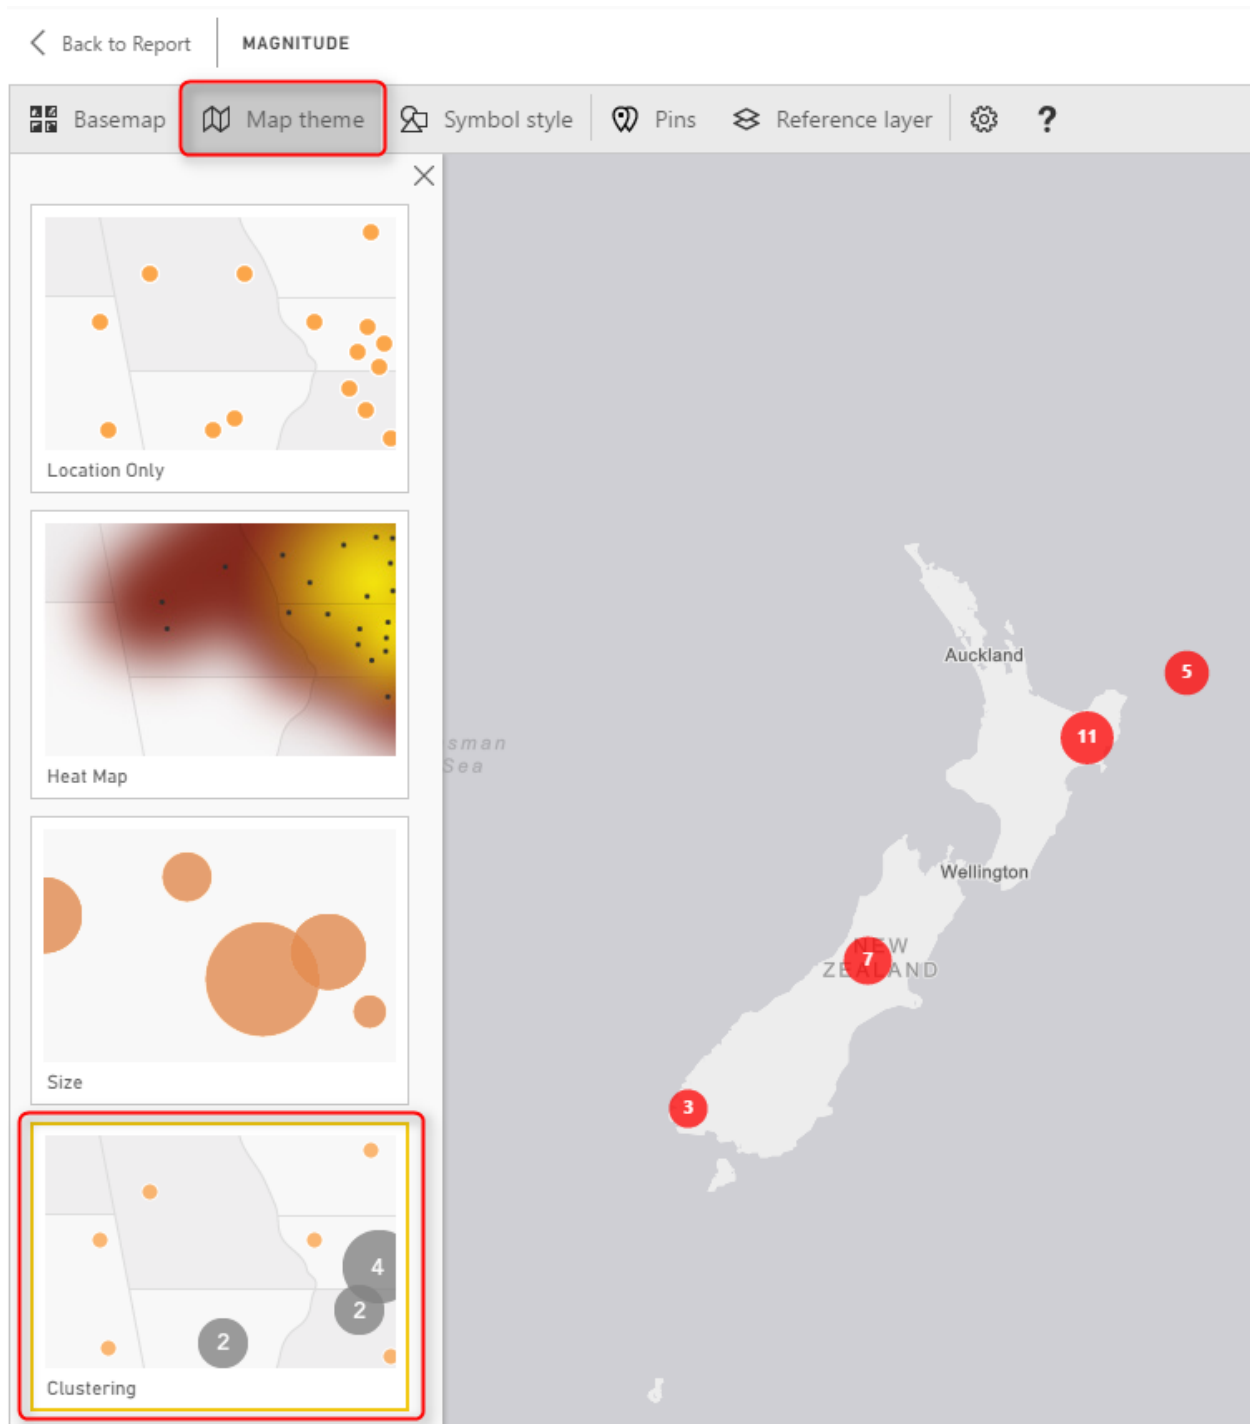 Back to Report
MAGNITUDE
Basemap
Map theme
Symbol style
Pins
Reference layer
?
Location Only
Heat Map
Size
4
2
2
Clustering
sman
Sea
Auckland
5
11
Wellington
NEW
7
ZEALAND
3